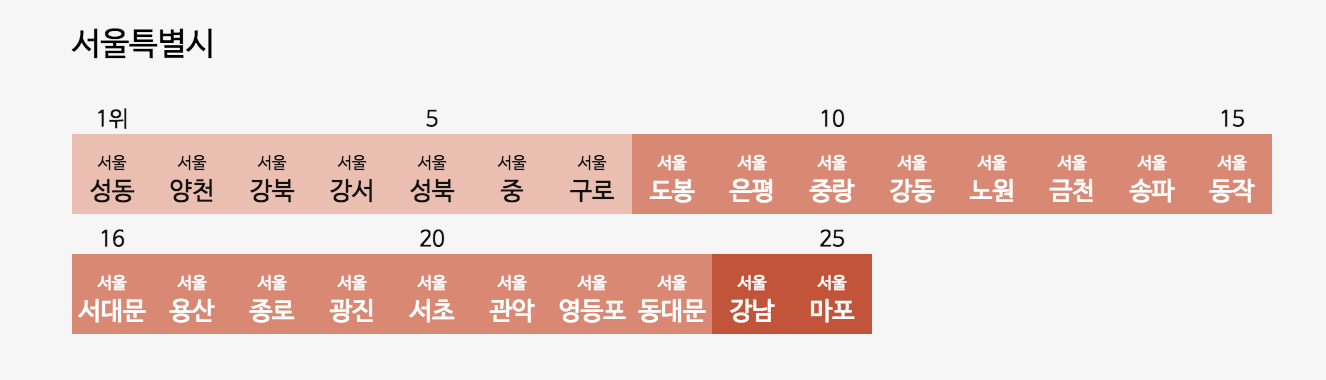 서울특별시
1위 5 10 15
서울 서울 서울 서울 서울 서울 서울 서울 서울 서울 서울 서울 서울 서울 서울
성동 양천 강북 강서 성북 중 구로 도봉 은평 중랑 강동 노원 금천 송파 동작
16 20 25
서울 서울 서울 서울 서울 서울 서울 서울 서울 서울
서대문 용산 종로 광진 서초 관악 영등포 동대문 강남 마포